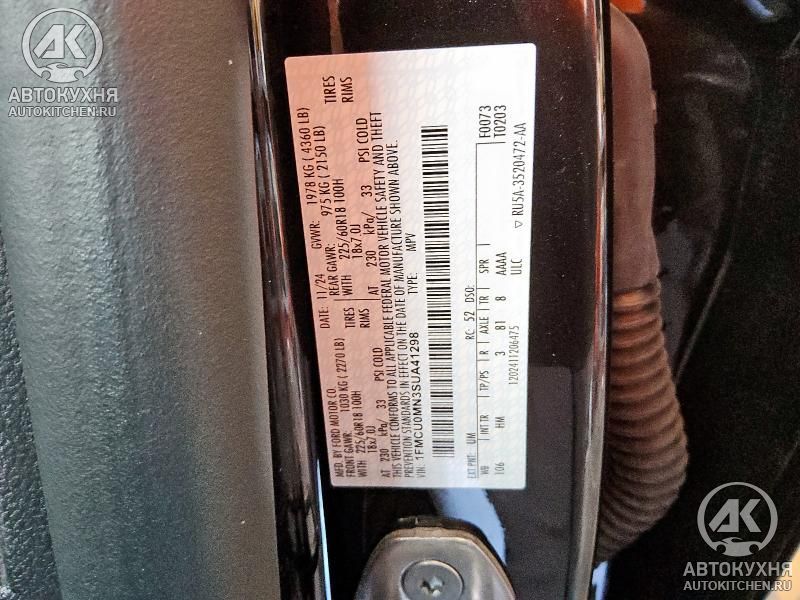 АК
АВТОКУХНЯ
AUTOKITCHEN.RU
MFD. BY FORD MOTOR CO.
DATE: 11/24 GVWR: 1978 KG ( 4360 LB)
FRONT GAWR: 1030 KG (2270 LB) REAR GAWR: 975 KG ( 2150 LB)
WITH 225/60R18 100H TIRES WITH 225/60R18 100H TIRES
18x7.0J RIMS 18x7.0J RIMS
AT 230 kPa/ 33 PSI COLD AT 230 kPa/ 33 PSI COLD
THIS VEHICLE CONFORMS TO ALL APPLICABLE FEDERAL MOTOR VEHICLE SAFETY AND THEFT
PREVENTION STANDARDS IN EFFECT ON THE DATE OF MANUFACTURE SHOWN ABOVE.
VIN: 1FMCU0MN3SUA41298 TYPE: MPV
F0073
T0203
EXT PNT: UM RC: 52 DSO:
WB INT TR TP/PS R AXLE TR SPR
106 HM 3 81 8 AAAA
ULC
120241206475
▽ RU5A-3520472-AA
АК
АВТОКУХНЯ
AUTOKITCHEN.RU